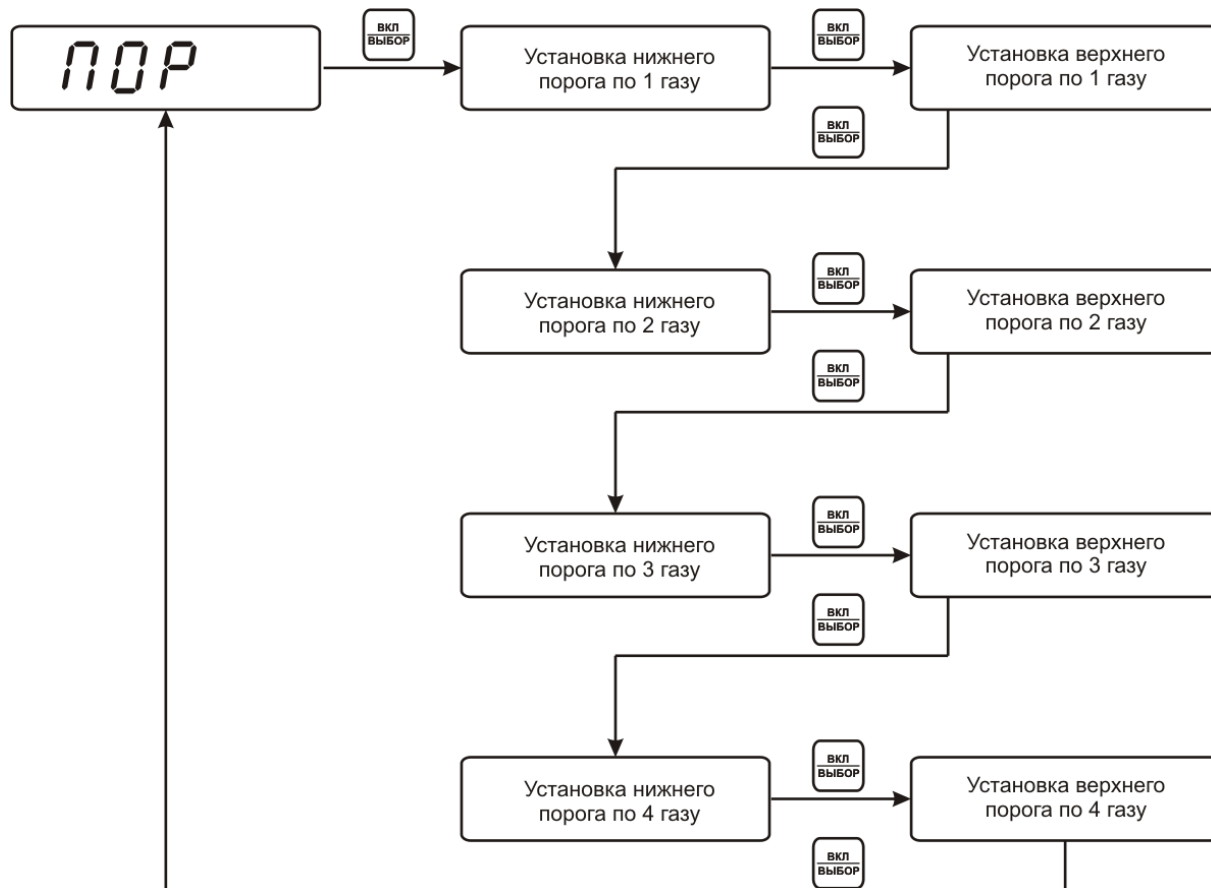 ПОР
ВКЛ
ВЫБОР
Установка нижнего
порога по 1 газу
ВКЛ
ВЫБОР
Установка верхнего
порога по 1 газу
ВКЛ
ВЫБОР
Установка нижнего
порога по 2 газу
ВКЛ
ВЫБОР
Установка верхнего
порога по 2 газу
ВКЛ
ВЫБОР
Установка нижнего
порога по 3 газу
ВКЛ
ВЫБОР
Установка верхнего
порога по 3 газу
ВКЛ
ВЫБОР
Установка нижнего
порога по 4 газу
ВКЛ
ВЫБОР
Установка верхнего
порога по 4 газу
ВКЛ
ВЫБОР